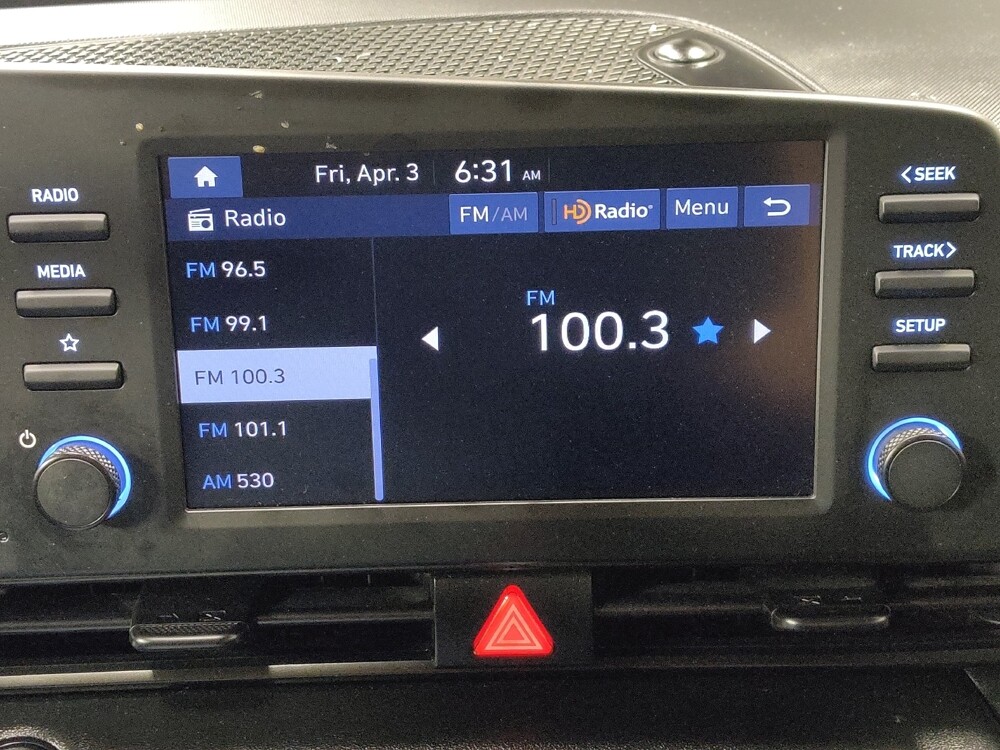 Fri, Apr. 3 6:31 AM
<SEEK
RADIO
Radio FM/AM HD Radio Menu
TRACK>
MEDIA
FM 96.5
FM
100.3
FM 99.1
SETUP
FM 100.3
FM 101.1
AM 530